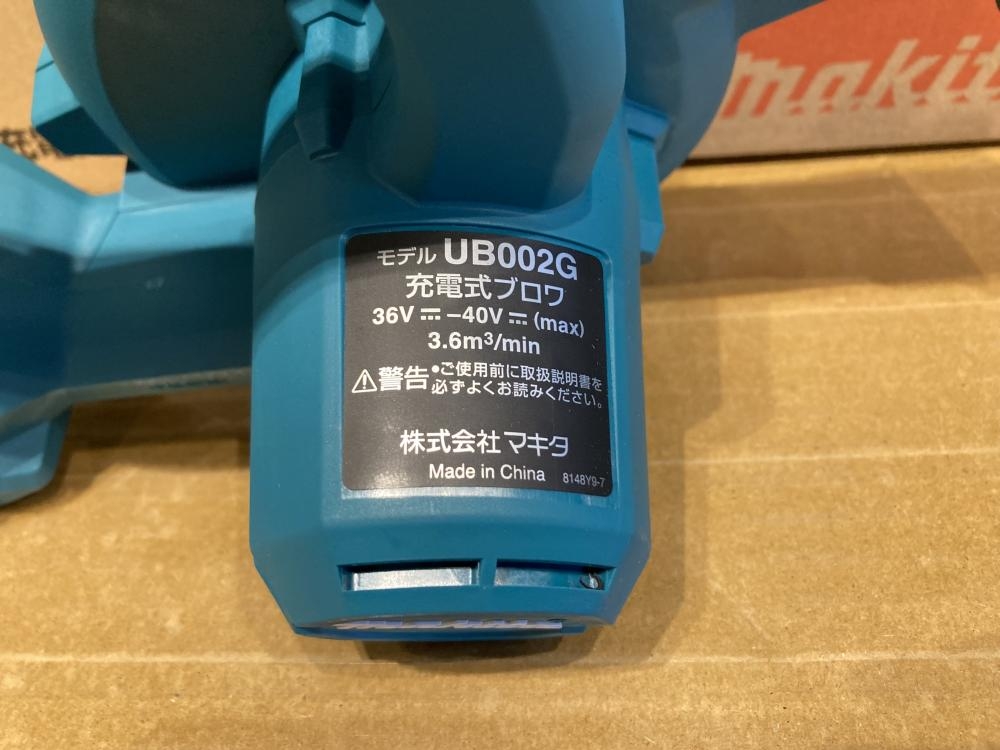 makit
モデル UB002G
充電式ブロワ
36V ⎓ –40V ⎓ (max)
3.6m³/min
⚠警告 •ご使用前に取扱説明書を
必ずよくお読みください。
株式会社マキタ
Made in China 8148Y9-7